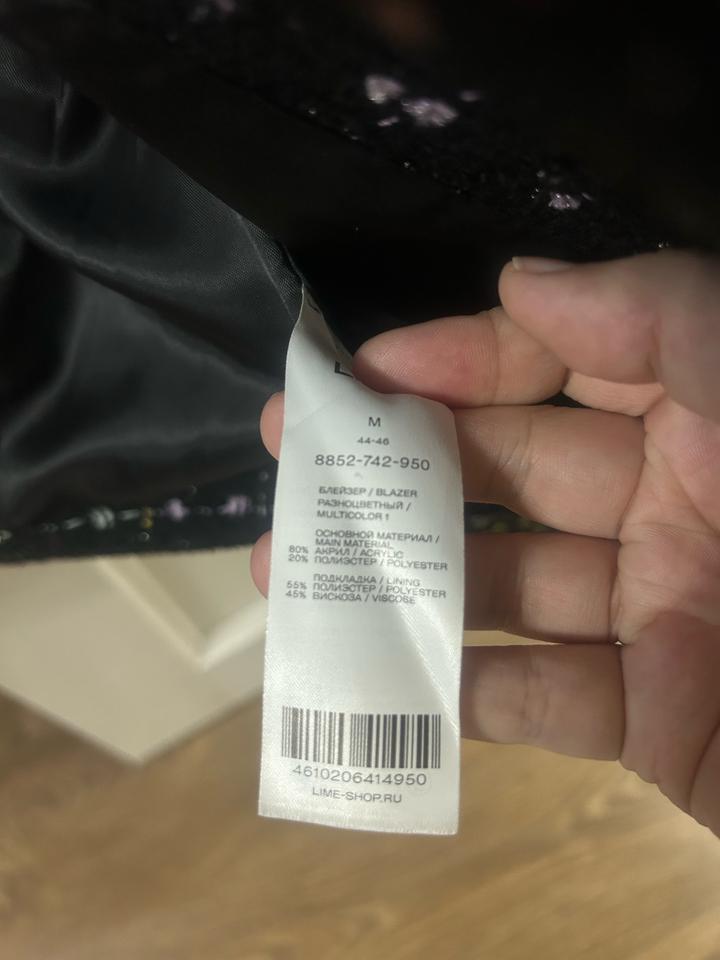 M
44-46
8852-742-950
БЛЕЙЗЕР / BLAZER
РАЗНОЦВЕТНЫЙ /
MULTICOLOR 1
ОСНОВНОЙ МАТЕРИАЛ /
MAIN MATERIAL
80% АКРИЛ / ACRYLIC
20% ПОЛИЭСТЕР / POLYESTER
ПОДКЛАДКА / LINING
55% ПОЛИЭСТЕР / POLYESTER
45% ВИСКОЗА / VISCOSE
4610206414950
LIME-SHOP.RU